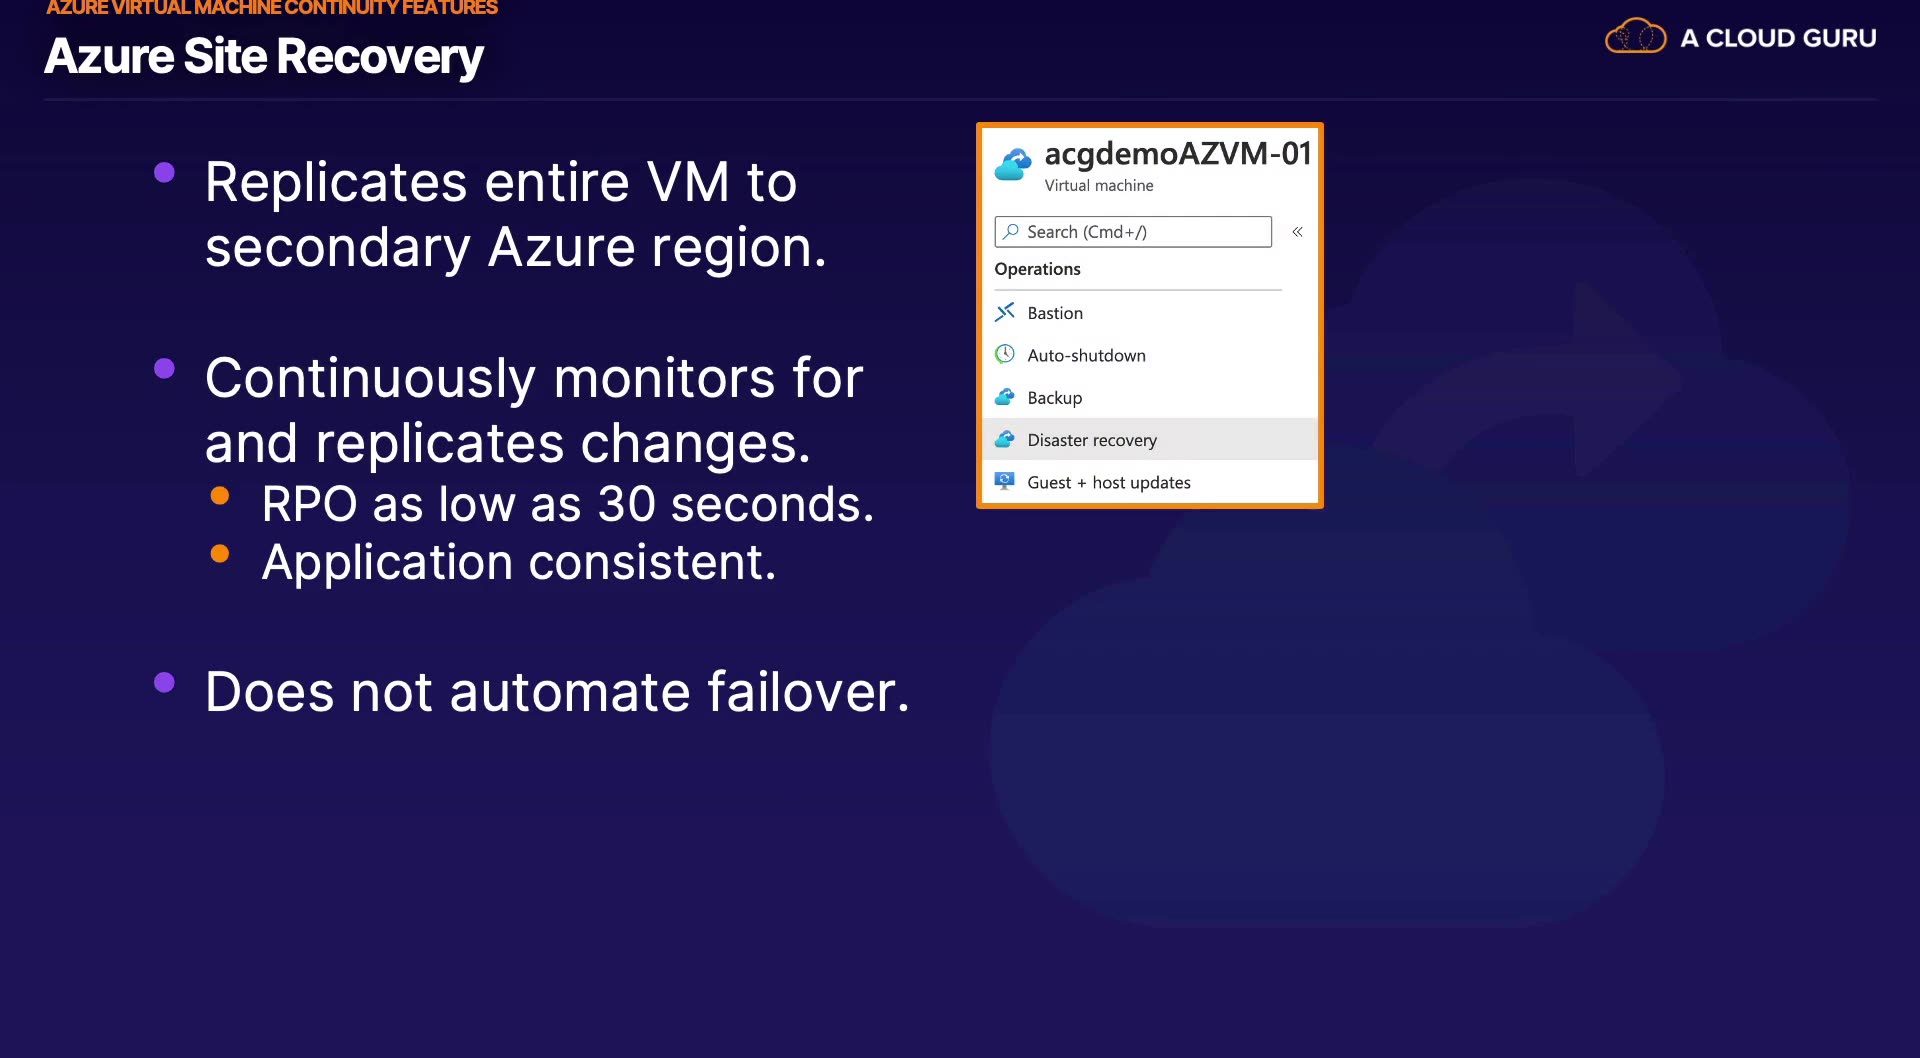 AZURE VIRTUAL MACHINE CONTINUITY FEATURES
Azure Site Recovery
A CLOUD GURU
Replicates entire VM to
secondary Azure region.
Continuously monitors for
and replicates changes.
RPO as low as 30 seconds.
Application consistent.
Does not automate failover.
acgdemoAZVM-01
Virtual machine
Search (Cmd+/)
«
Operations
Bastion
Auto-shutdown
Backup
Disaster recovery
Guest + host updates